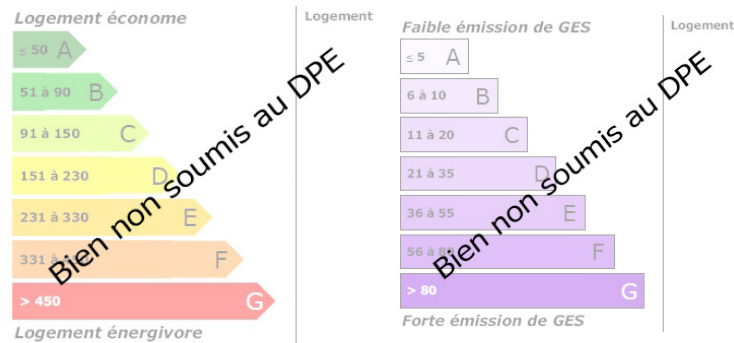 Logement économe
Logement
≤ 50 A
51 à 90 B
91 à 150 C
151 à 230 D
231 à 330 E
331 à F
> 450 G
Logement énergivore
Bien non soumis au DPE
Faible émission de GES
Logement
≤ 5 A
6 à 10 B
11 à 20 C
21 à 35 D
36 à 55 E
56 à 80 F
> 80 G
Forte émission de GES
Bien non soumis au DPE